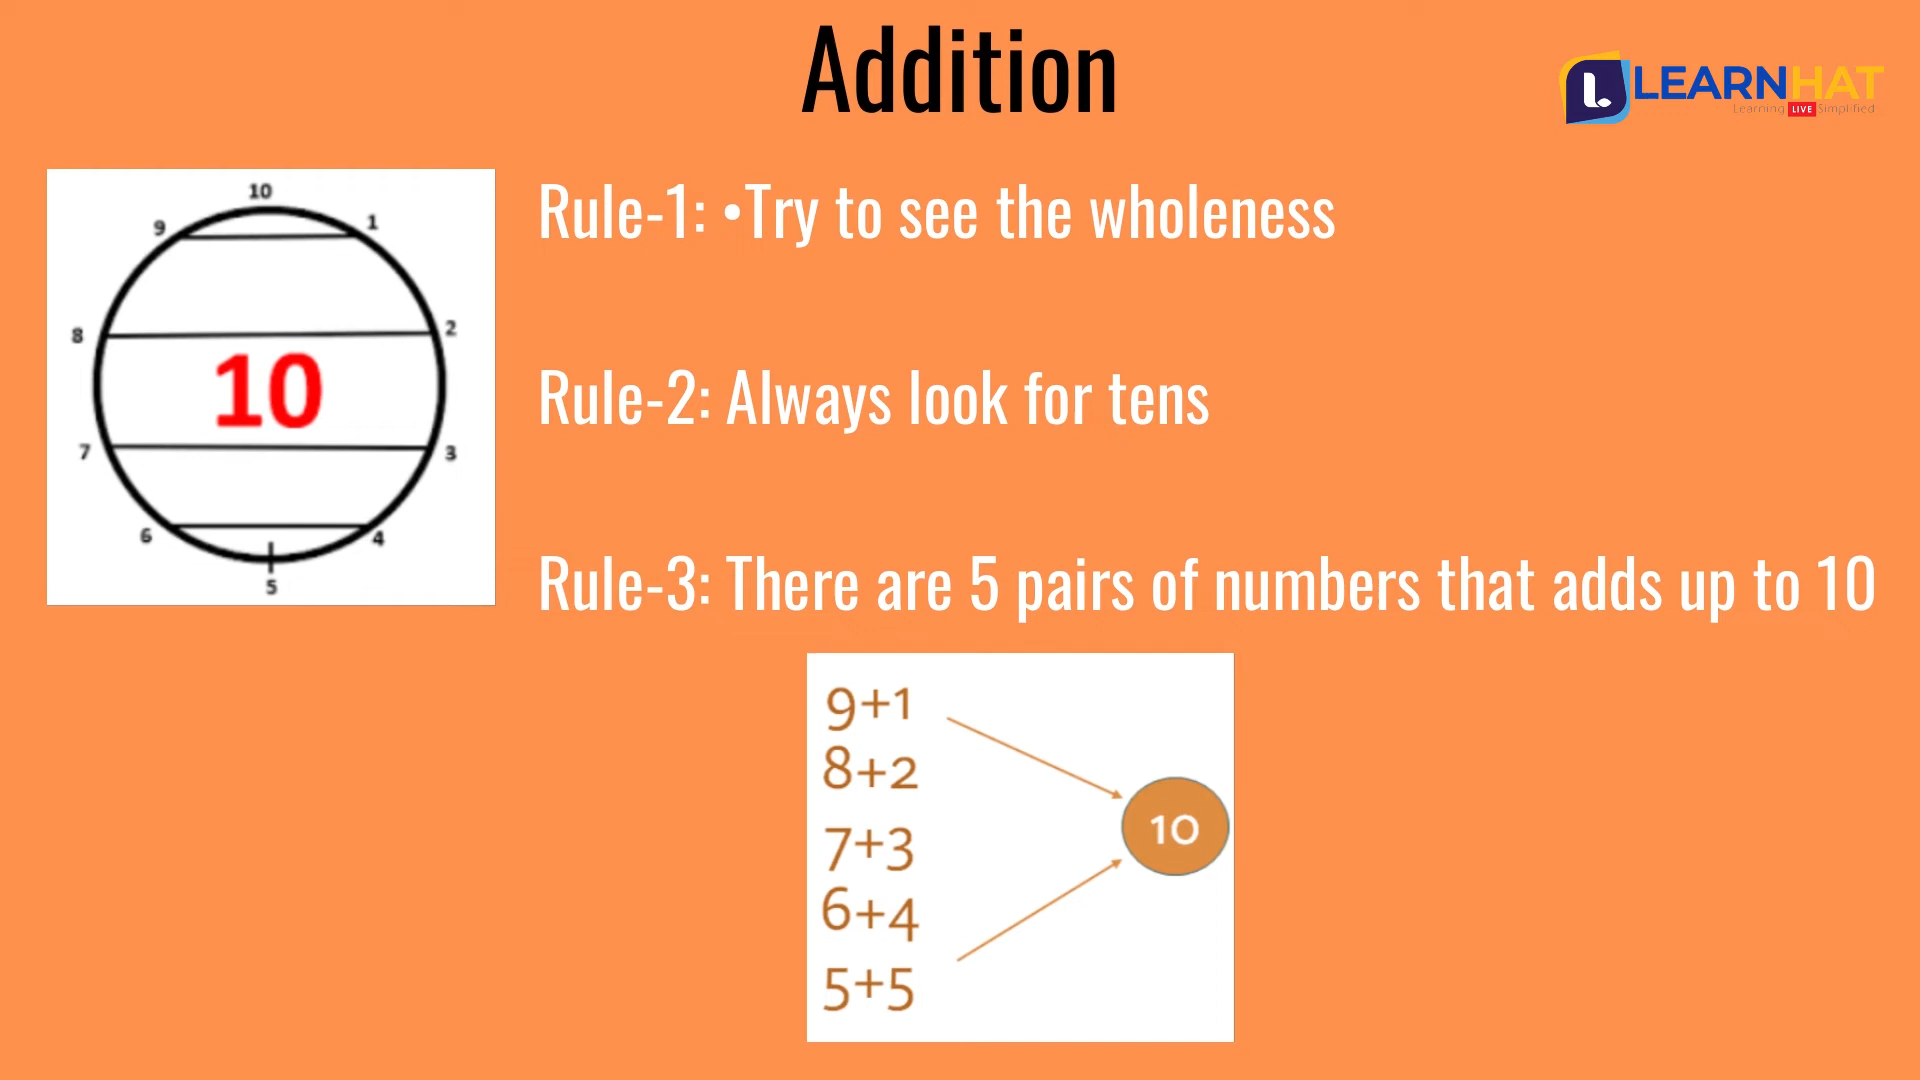 Addition
LEARNHAT
Learning LIVE Simplified
10
9
1
8
2
10
7
3
6
4
5
Rule-1: •Try to see the wholeness
Rule-2: Always look for tens
Rule-3: There are 5 pairs of numbers that adds up to 10
9+1
8+2
7+3
6+4
5+5
10